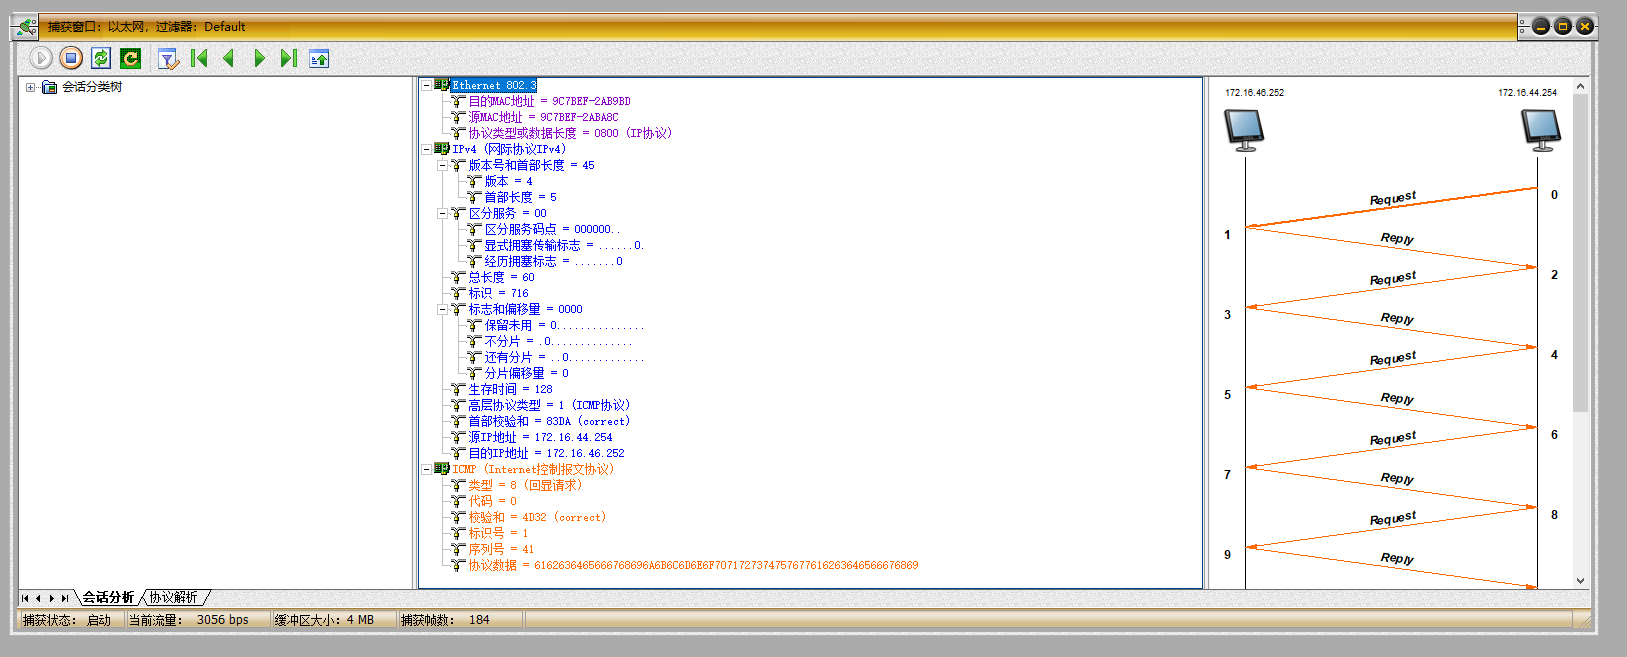 捕获窗口：以太网，过滤器：Default
会话分类树
Ethernet 802.3
目的MAC地址 = 9C7BEF-2AB9BD
源MAC地址 = 9C7BEF-2ABA8C
协议类型或数据长度 = 0800 (IP协议)
IPv4 (网际协议IPv4)
版本号和首部长度 = 45
版本 = 4
首部长度 = 5
区分服务 = 00
区分服务码点 = 000000..
显式拥塞传输标志 = ......0.
经历拥塞标志 = .......0
总长度 = 60
标识 = 716
标志和偏移量 = 0000
保留未用 = 0...............
不分片 = .0..............
还有分片 = ..0.............
分片偏移量 = 0
生存时间 = 128
高层协议类型 = 1 (ICMP协议)
首部校验和 = 83DA (correct)
源IP地址 = 172.16.44.254
目的IP地址 = 172.16.46.252
ICMP (Internet控制报文协议)
类型 = 8 (回显请求)
代码 = 0
校验和 = 4D32 (correct)
标识号 = 1
序列号 = 41
协议数据 = 6162636465666768696A6B6C6D6E6F7071727374757677616263646566676869
172.16.46.252 172.16.44.254
Request 0
1 Reply
Request 2
3 Reply
Request 4
5 Reply
Request 6
7 Reply
Request 8
9 Reply
会话分析 协议解析
捕获状态： 启动 当前流量： 3056 bps 缓冲区大小：4 MB 捕获帧数： 184